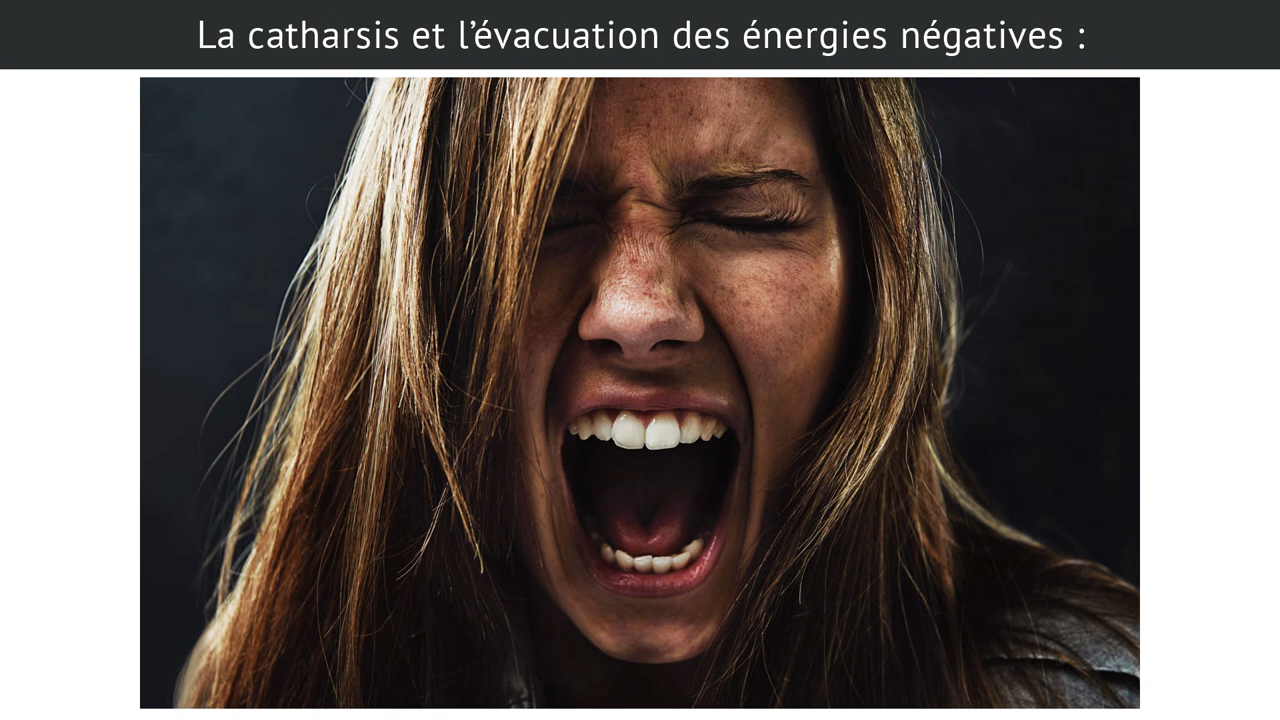 La catharsis et l’évacuation des énergies négatives :